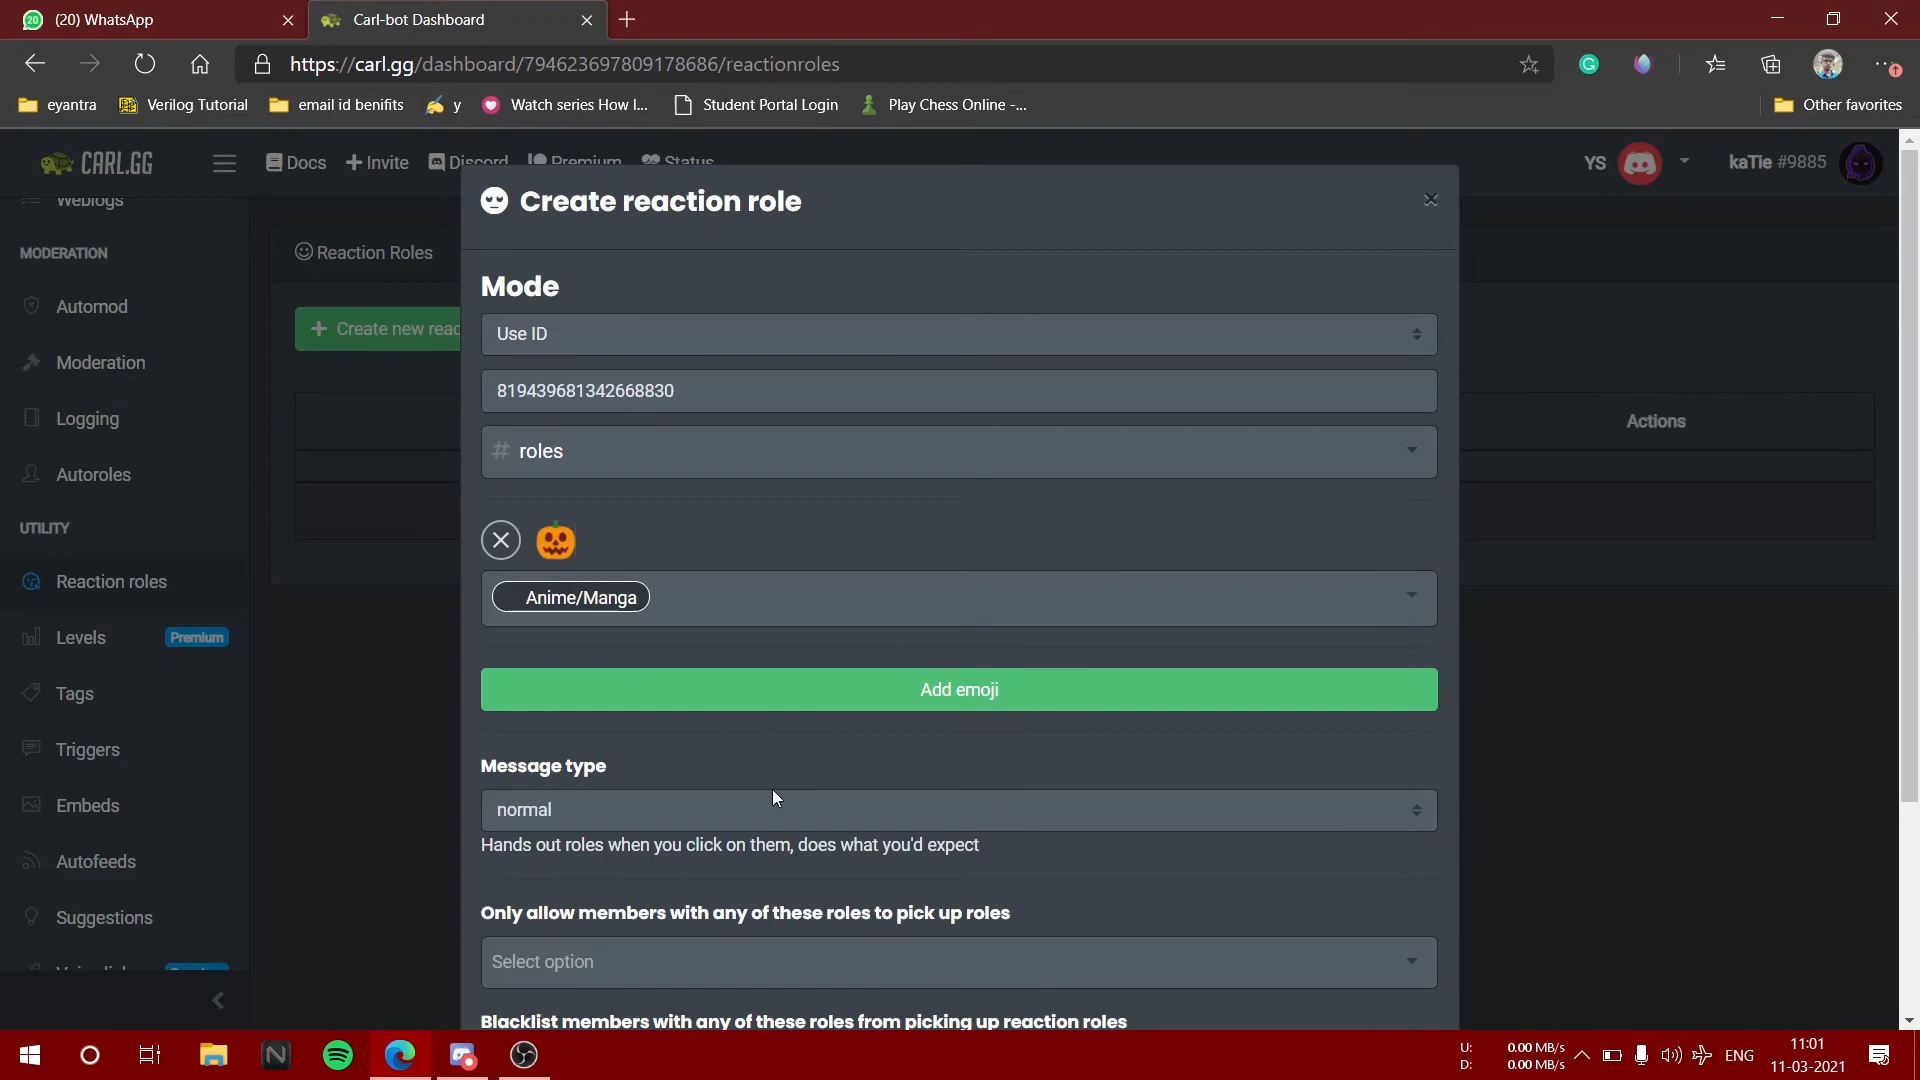 (20) WhatsApp
Carl-bot Dashboard
https://carl.gg/dashboard/794623697809178686/reactionroles
eyantra
Verilog Tutorial
email id benifits
y
Watch series How I...
Student Portal Login
Play Chess Online -...
Other favorites
CARL.GG
Docs
Invite
Discord
Premium
Status
YS
kaTie #9885
Weblogs
MODERATION
Automod
Moderation
Logging
Autoroles
UTILITY
Reaction roles
Levels
Premium
Tags
Triggers
Embeds
Autofeeds
Suggestions
Reaction Roles
+ Create new reac
Actions
Create reaction role
×
Mode
Use ID
819439681342668830
# roles
Anime/Manga
Add emoji
Message type
normal
Hands out roles when you click on them, does what you'd expect
Only allow members with any of these roles to pick up roles
Select option
Blacklist members with any of these roles from picking up reaction roles
U: 0.00 MB/s
D: 0.00 MB/s
ENG
11:01
11-03-2021